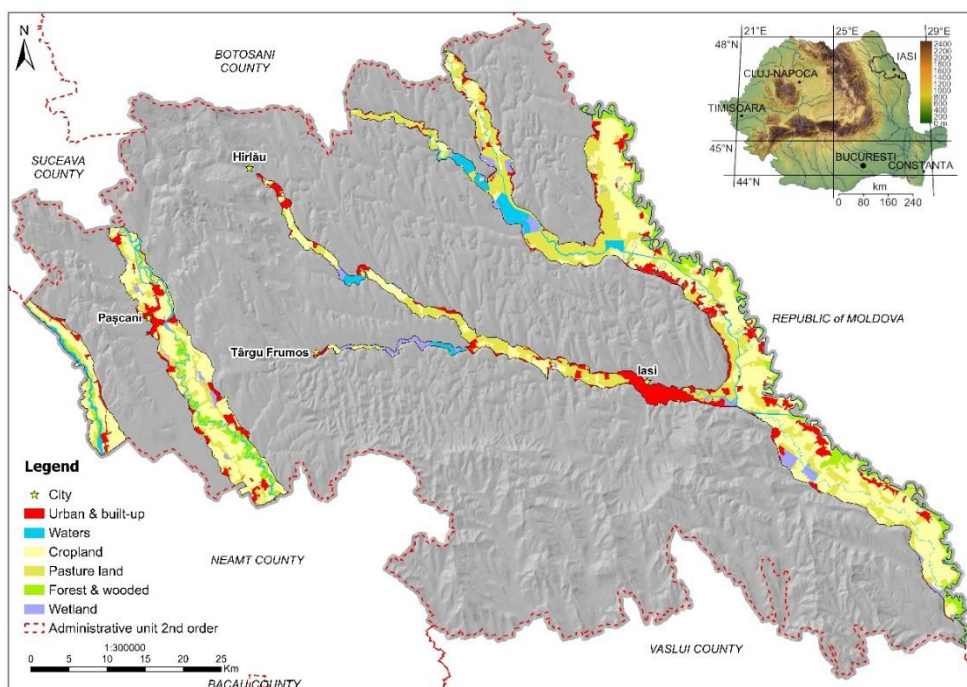 N
BOTOSANI
COUNTY
SUCEAVA
COUNTY
Hîrlău
Paşcani
Târgu Frumos
Iasi
REPUBLIC of MOLDOVA
NEAMT COUNTY
VASLUI COUNTY
BACAU COUNTY
21°E
25°E
29°E
48°N
45°N
44°N
IASI
CLUJ-NAPOCA
TIMISOARA
BUCURESTI
CONSTANTA
2400
2200
2000
1800
1600
1400
1200
1000
800
600
400
200
0 m
km
0 80 160 240
Legend
City
Urban & built-up
Waters
Cropland
Pasture land
Forest & wooded
Wetland
Administrative unit 2nd order
1:300000
0 5 10 15 20 25
Km